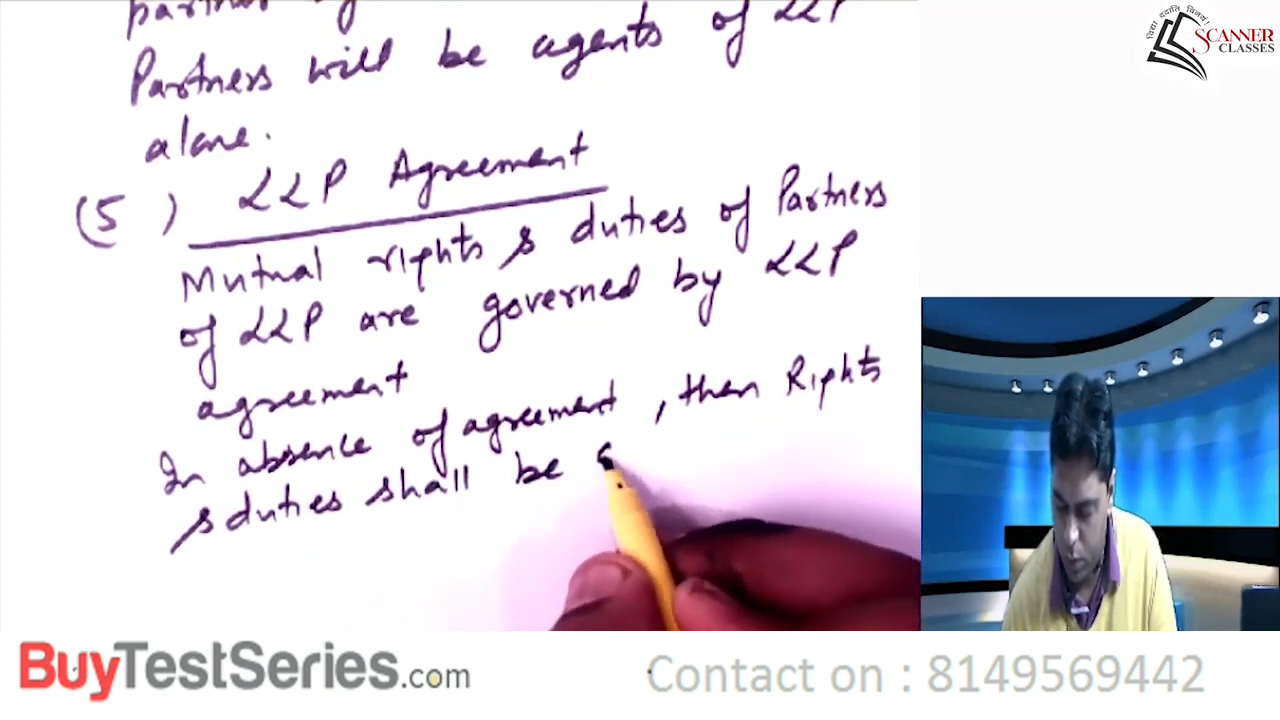 Partners will be agents of LLP
alone.
(5) LLP Agreement
Mutual rights & duties of Partners
of LLP are governed by LLP
agreement
In absence of agreement, then Rights
& duties shall be
विद्या ददाति विनयं।
SCANNER
CLASSES
BuyTestSeries.com
Contact on : 8149569442